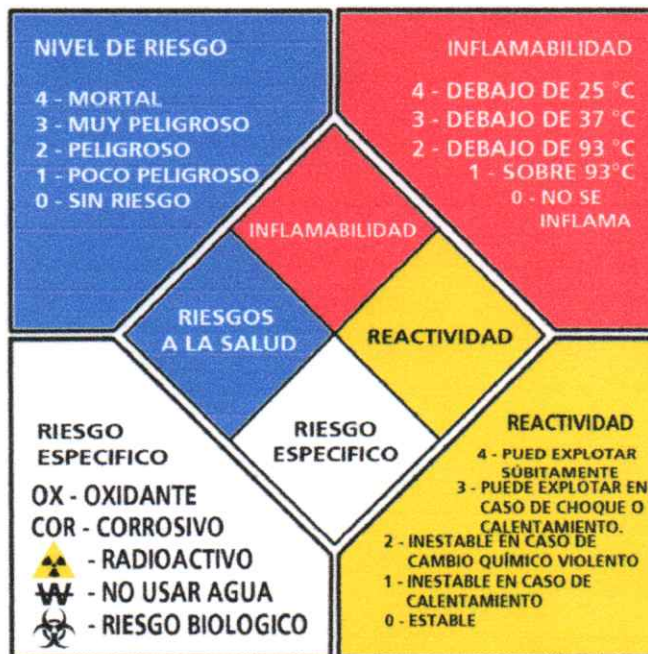 NIVEL DE RIESGO
4 - MORTAL
3 - MUY PELIGROSO
2 - PELIGROSO
1 - POCO PELIGROSO
0 - SIN RIESGO
INFLAMABILIDAD
4 - DEBAJO DE 25 °C
3 - DEBAJO DE 37 °C
2 - DEBAJO DE 93 °C
1 - SOBRE 93°C
0 - NO SE
INFLAMA
INFLAMABILIDAD
RIESGOS
A LA SALUD
REACTIVIDAD
RIESGO
ESPECIFICO
RIESGO
ESPECIFICO
OX - OXIDANTE
COR - CORROSIVO
- RADIOACTIVO
W - NO USAR AGUA
- RIESGO BIOLOGICO
REACTIVIDAD
4 - PUED EXPLOTAR
SÚBITAMENTE
3 - PUEDE EXPLOTAR EN
CASO DE CHOQUE O
CALENTAMIENTO.
2 - INESTABLE EN CASO DE
CAMBIO QUÍMICO VIOLENTO
1 - INESTABLE EN CASO DE
CALENTAMIENTO
0 - ESTABLE